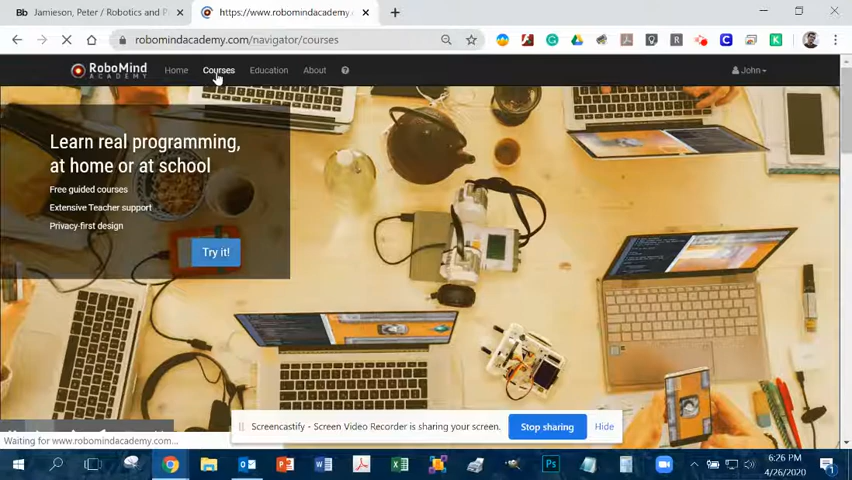 Bb Jamieson, Peter / Robotics and P
https://www.robomindacademy.
robomindacademy.com/navigator/courses
RoboMind
ACADEMY
Home
Courses
Education
About
John
Learn real programming,
at home or at school
Free guided courses
Extensive Teacher support
Privacy-first design
Try it!
Screencastify - Screen Video Recorder is sharing your screen.
Stop sharing
Hide
Waiting for www.robomindacademy.com...
6:26 PM
4/26/2020